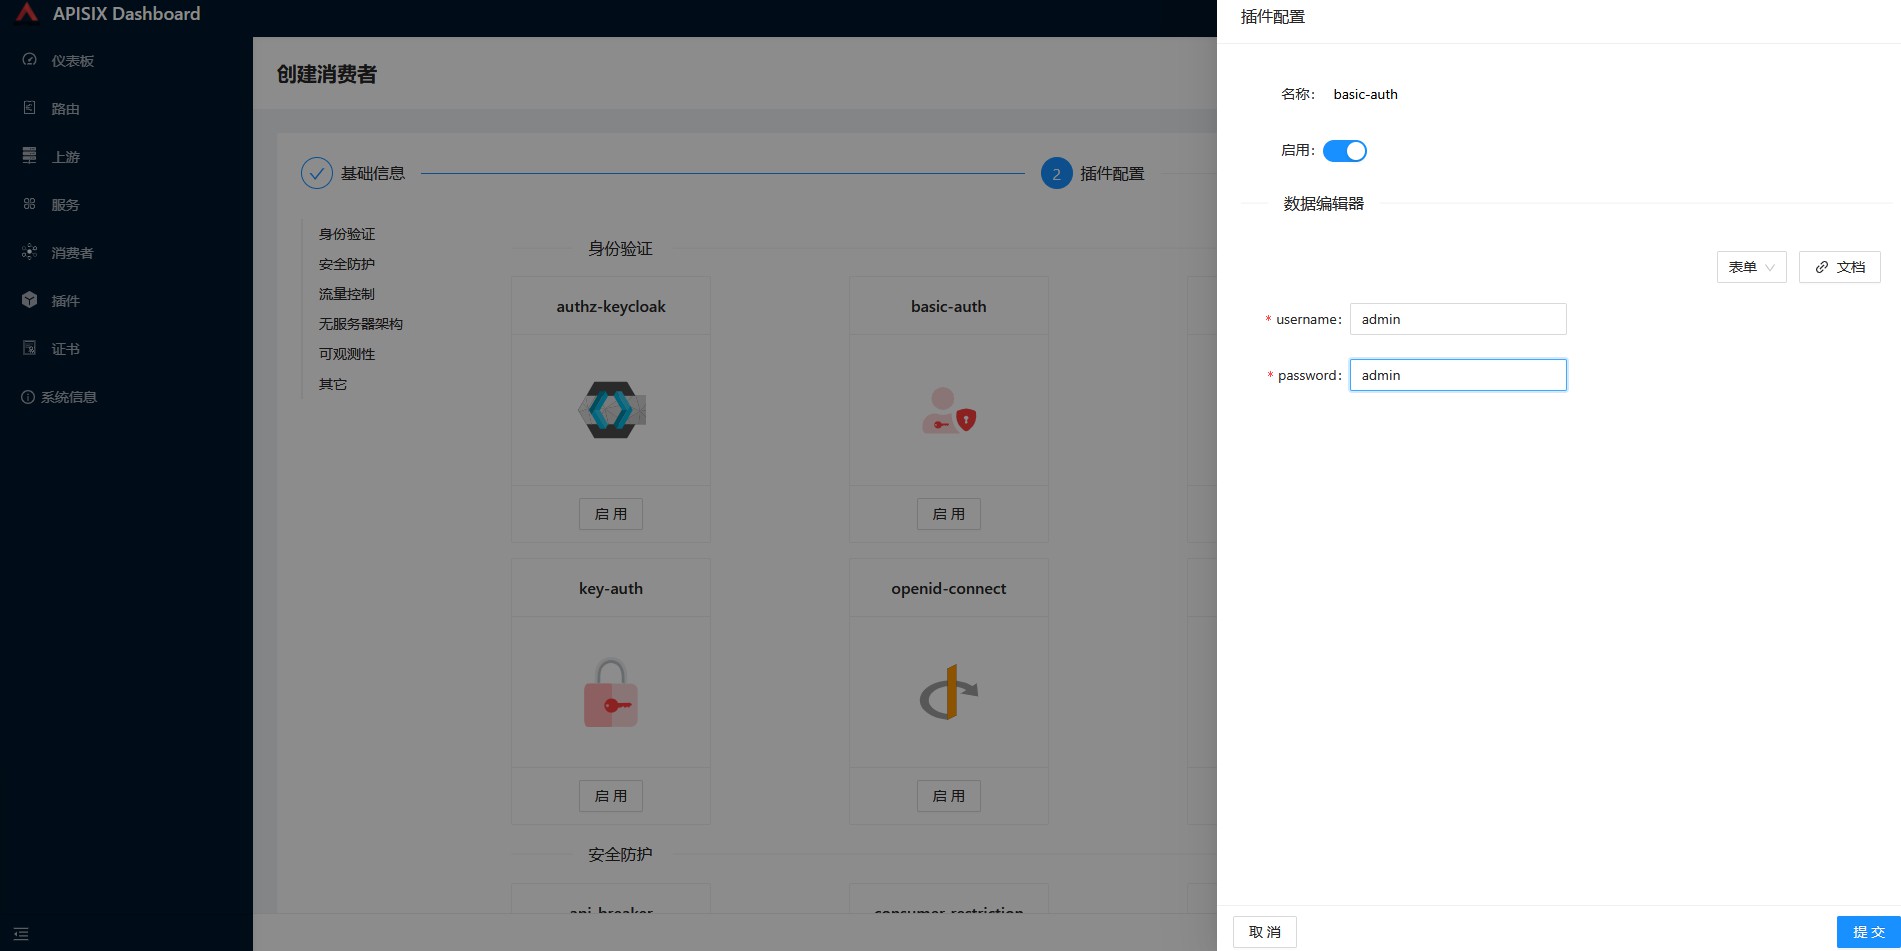 APISIX Dashboard
仪表板
路由
上游
服务
消费者
插件
证书
系统信息
创建消费者
基础信息
2 插件配置
身份验证
安全防护
流量控制
无服务器架构
可观测性
其它
身份验证
authz-keycloak
basic-auth
启用
启用
key-auth
openid-connect
启用
启用
安全防护
api-breaker
consumer-restriction
插件配置
名称: basic-auth
启用:
数据编辑器
表单
文档
* username: admin
* password: admin
取消
提交